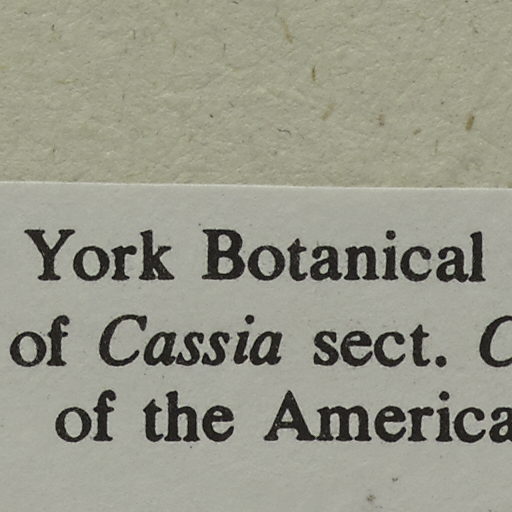 York Botanical
of Cassia sect. C
of the America